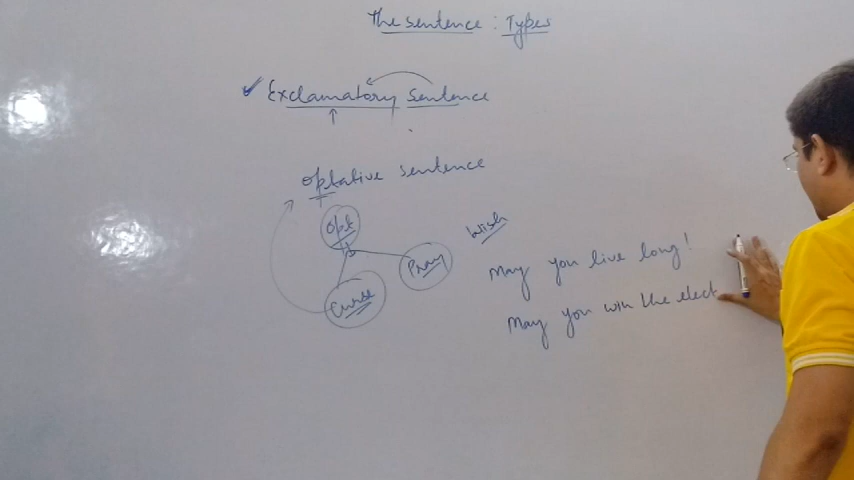 The sentence : Types
Exclamatory sentence
Optative sentence
Opt
Wish
Pray
Curse
May you live long!
May you win the elect